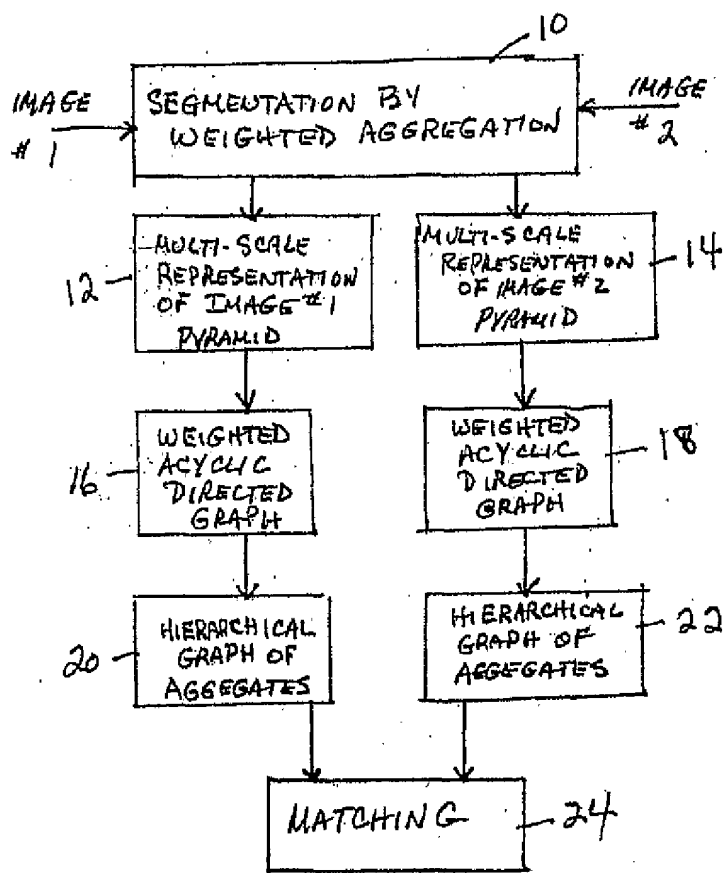 10
IMAGE
# 1
SEGMENTATION BY
WEIGHTED AGGREGATION
IMAGE
# 2
12
MULTI-SCALE
REPRESENTATION
OF IMAGE #1
PYRAMID
MULTI-SCALE
REPRESENTATION
OF IMAGE #2
PYRAMID
14
16
WEIGHTED
ACYCLIC
DIRECTED
GRAPH
WEIGHTED
ACYCLIC
DIRECTED
GRAPH
18
20
HIERARCHICAL
GRAPH OF
AGGEGATES
HIERARCHICAL
GRAPH OF
AGGEGATES
22
MATCHING
24